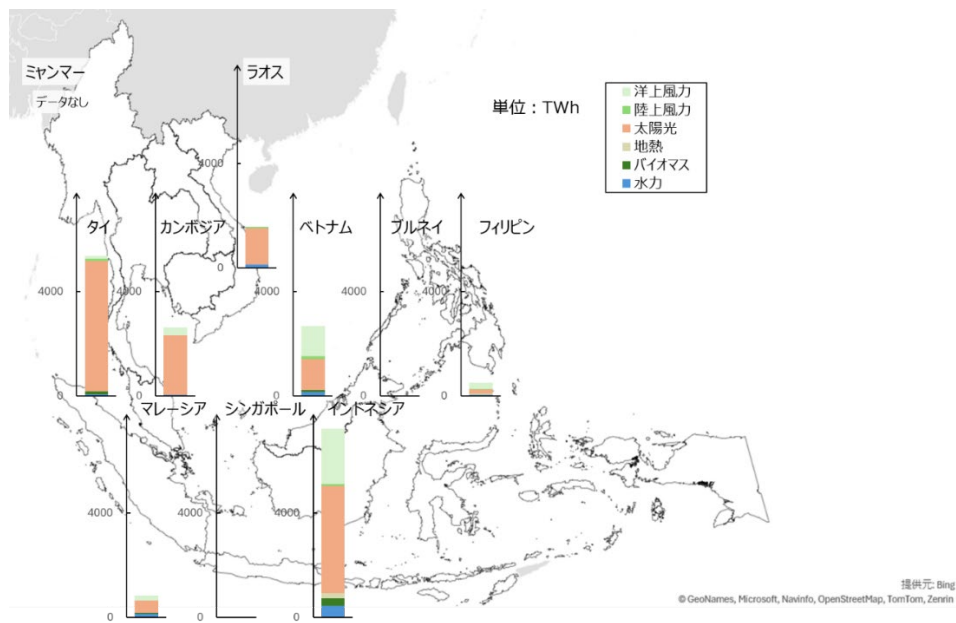 ミャンマー
データなし
ラオス
4000
0
単位：TWh
洋上風力
陸上風力
太陽光
地熱
バイオマス
水力
タイ
4000
0
カンボジア
4000
0
ベトナム
4000
0
ブルネイ
4000
0
フィリピン
4000
0
マレーシア
4000
0
シンガポール
4000
0
インドネシア
4000
0
提供元: Bing
© GeoNames, Microsoft, Navinfo, OpenStreetMap, TomTom, Zenrin